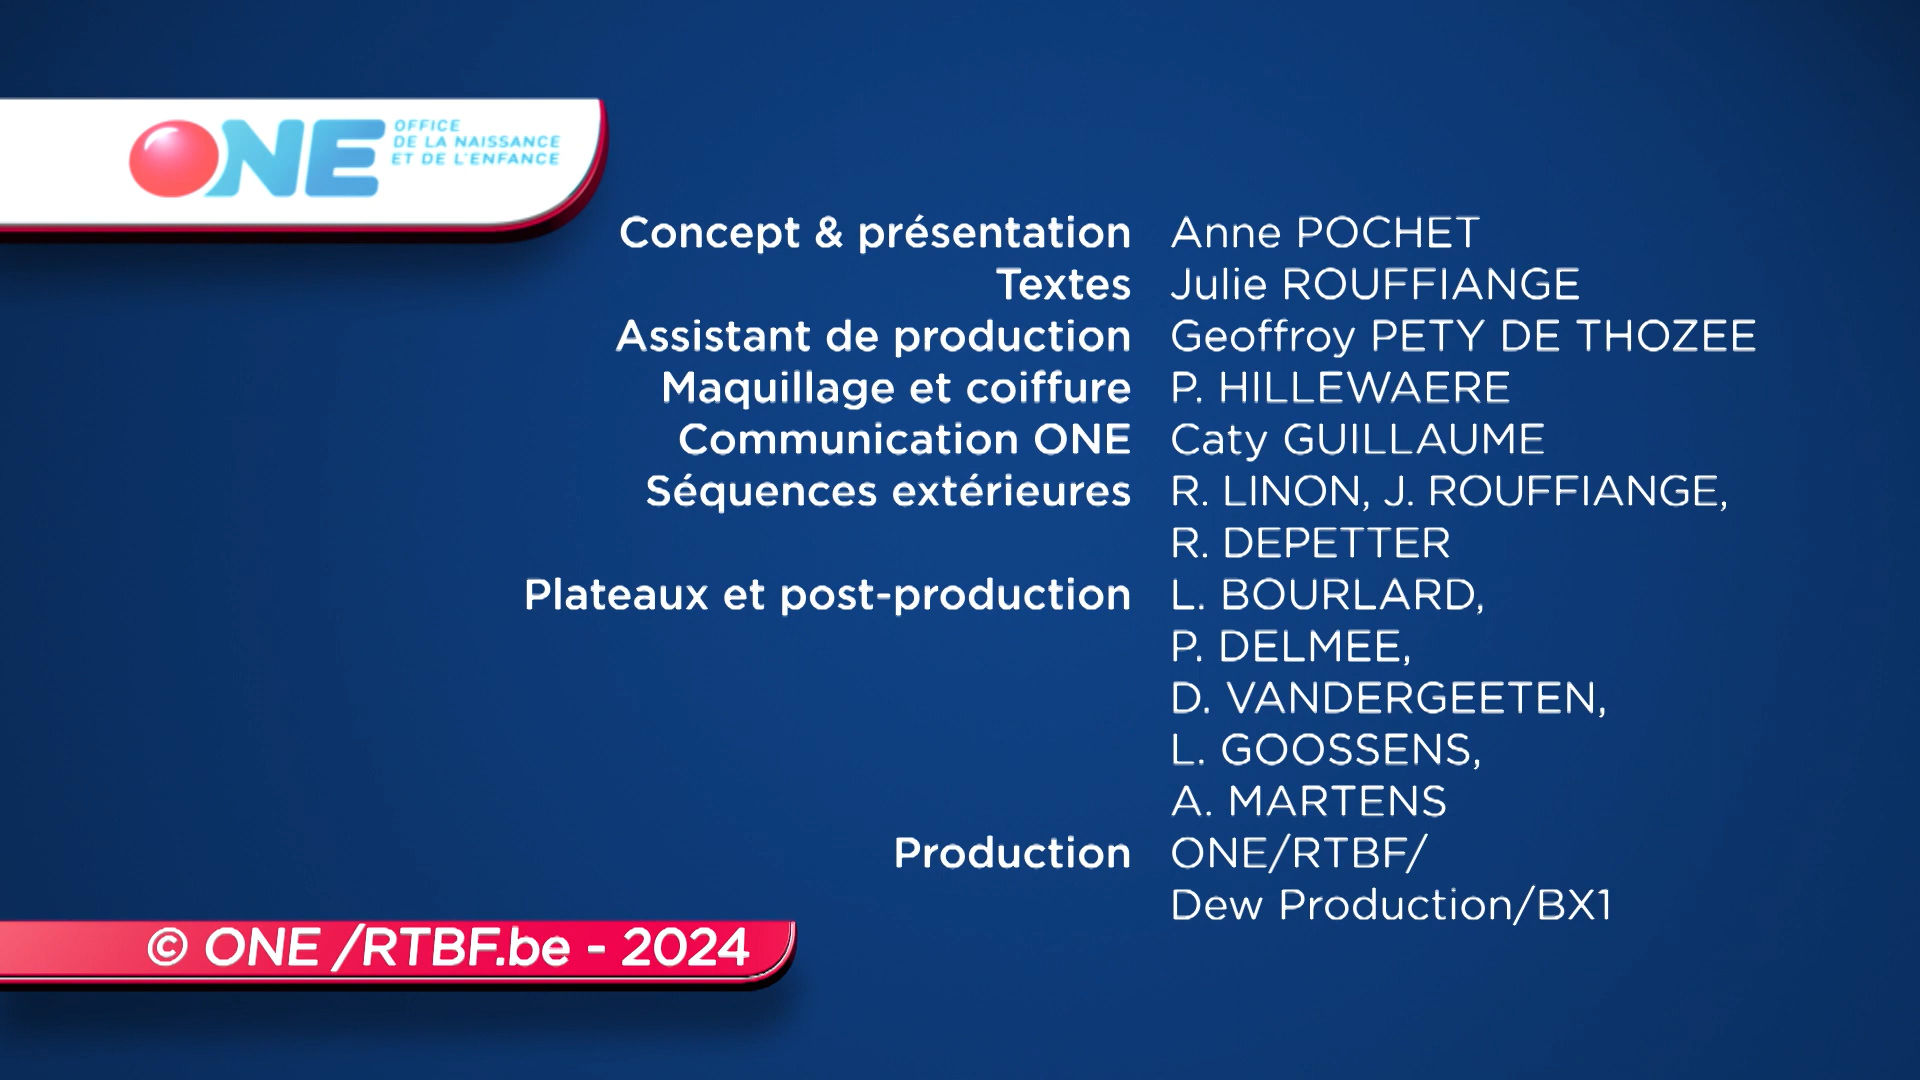 ONE
OFFICE
DE LA NAISSANCE
ET DE L'ENFANCE
Concept & présentation Anne POCHET
Textes Julie ROUFFIANGE
Assistant de production Geoffroy PETY DE THOZEE
Maquillage et coiffure P. HILLEWAERE
Communication ONE Caty GUILLAUME
Séquences extérieures R. LINON, J. ROUFFIANGE,
R. DEPETTER
Plateaux et post-production L. BOURLARD,
P. DELMEE,
D. VANDERGEETEN,
L. GOOSSENS,
A. MARTENS
Production ONE/RTBF/
Dew Production/BX1
© ONE /RTBF.be - 2024